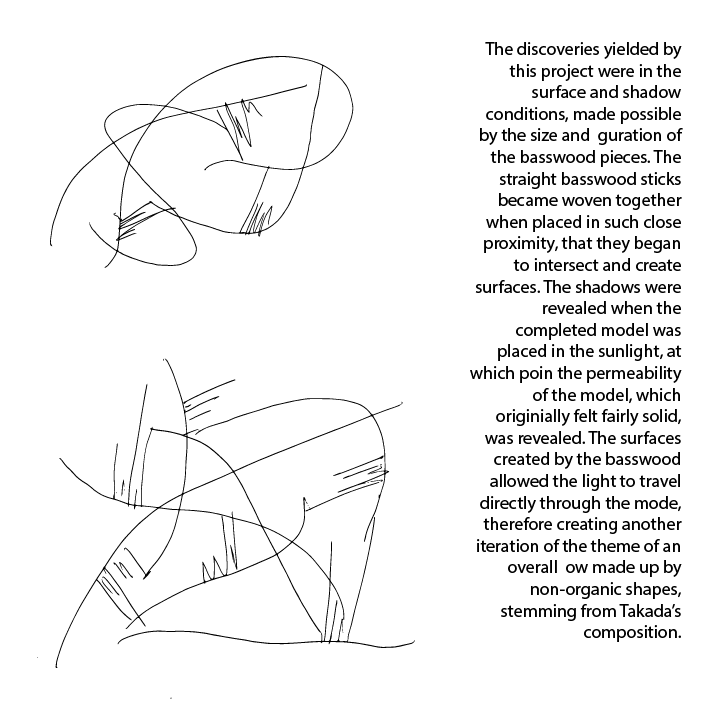 The discoveries yielded by
this project were in the
surface and shadow
conditions, made possible
by the size and  guration of
the basswood pieces. The
straight basswood sticks
became woven together
when placed in such close
proximity, that they began
to intersect and create
surfaces. The shadows were
revealed when the
completed model was
placed in the sunlight, at
which poin the permeability
of the model, which
originially felt fairly solid,
was revealed. The surfaces
created by the basswood
allowed the light to travel
directly through the mode,
therefore creating another
iteration of the theme of an
overall  ow made up by
non-organic shapes,
stemming from Takada’s
composition.